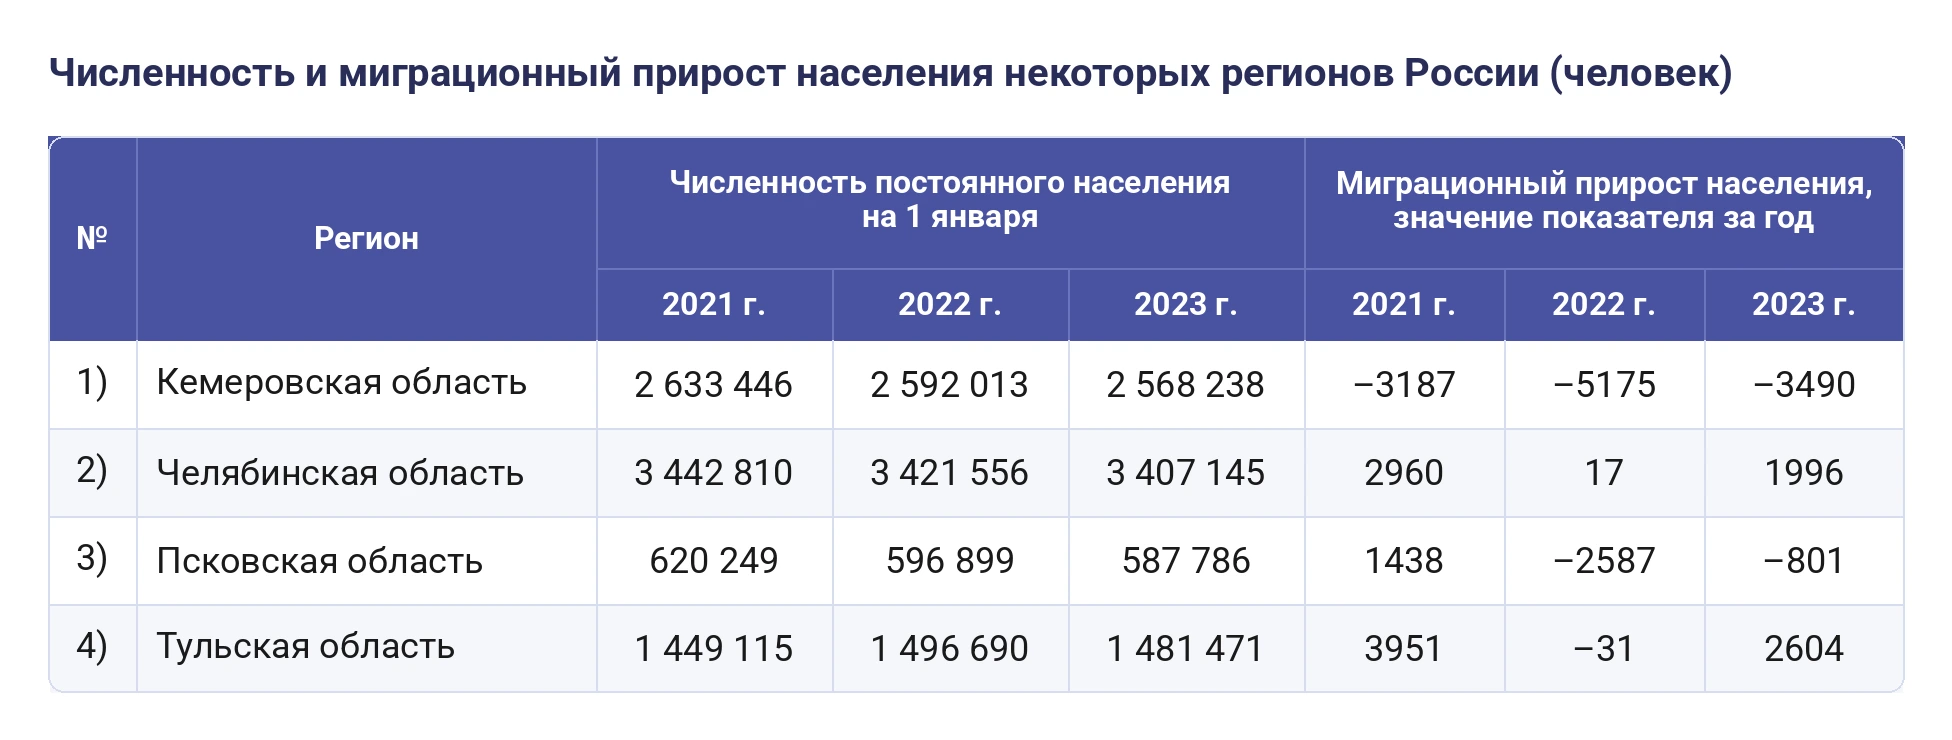 Численность и миграционный прирост населения некоторых регионов России (человек)
№ Регион Численность постоянного населения на 1 января Миграционный прирост населения, значение показателя за год
2021 г. 2022 г. 2023 г. 2021 г. 2022 г. 2023 г.
1) Кемеровская область 2 633 446 2 592 013 2 568 238 –3187 –5175 –3490
2) Челябинская область 3 442 810 3 421 556 3 407 145 2960 17 1996
3) Псковская область 620 249 596 899 587 786 1438 –2587 –801
4) Тульская область 1 449 115 1 496 690 1 481 471 3951 –31 2604